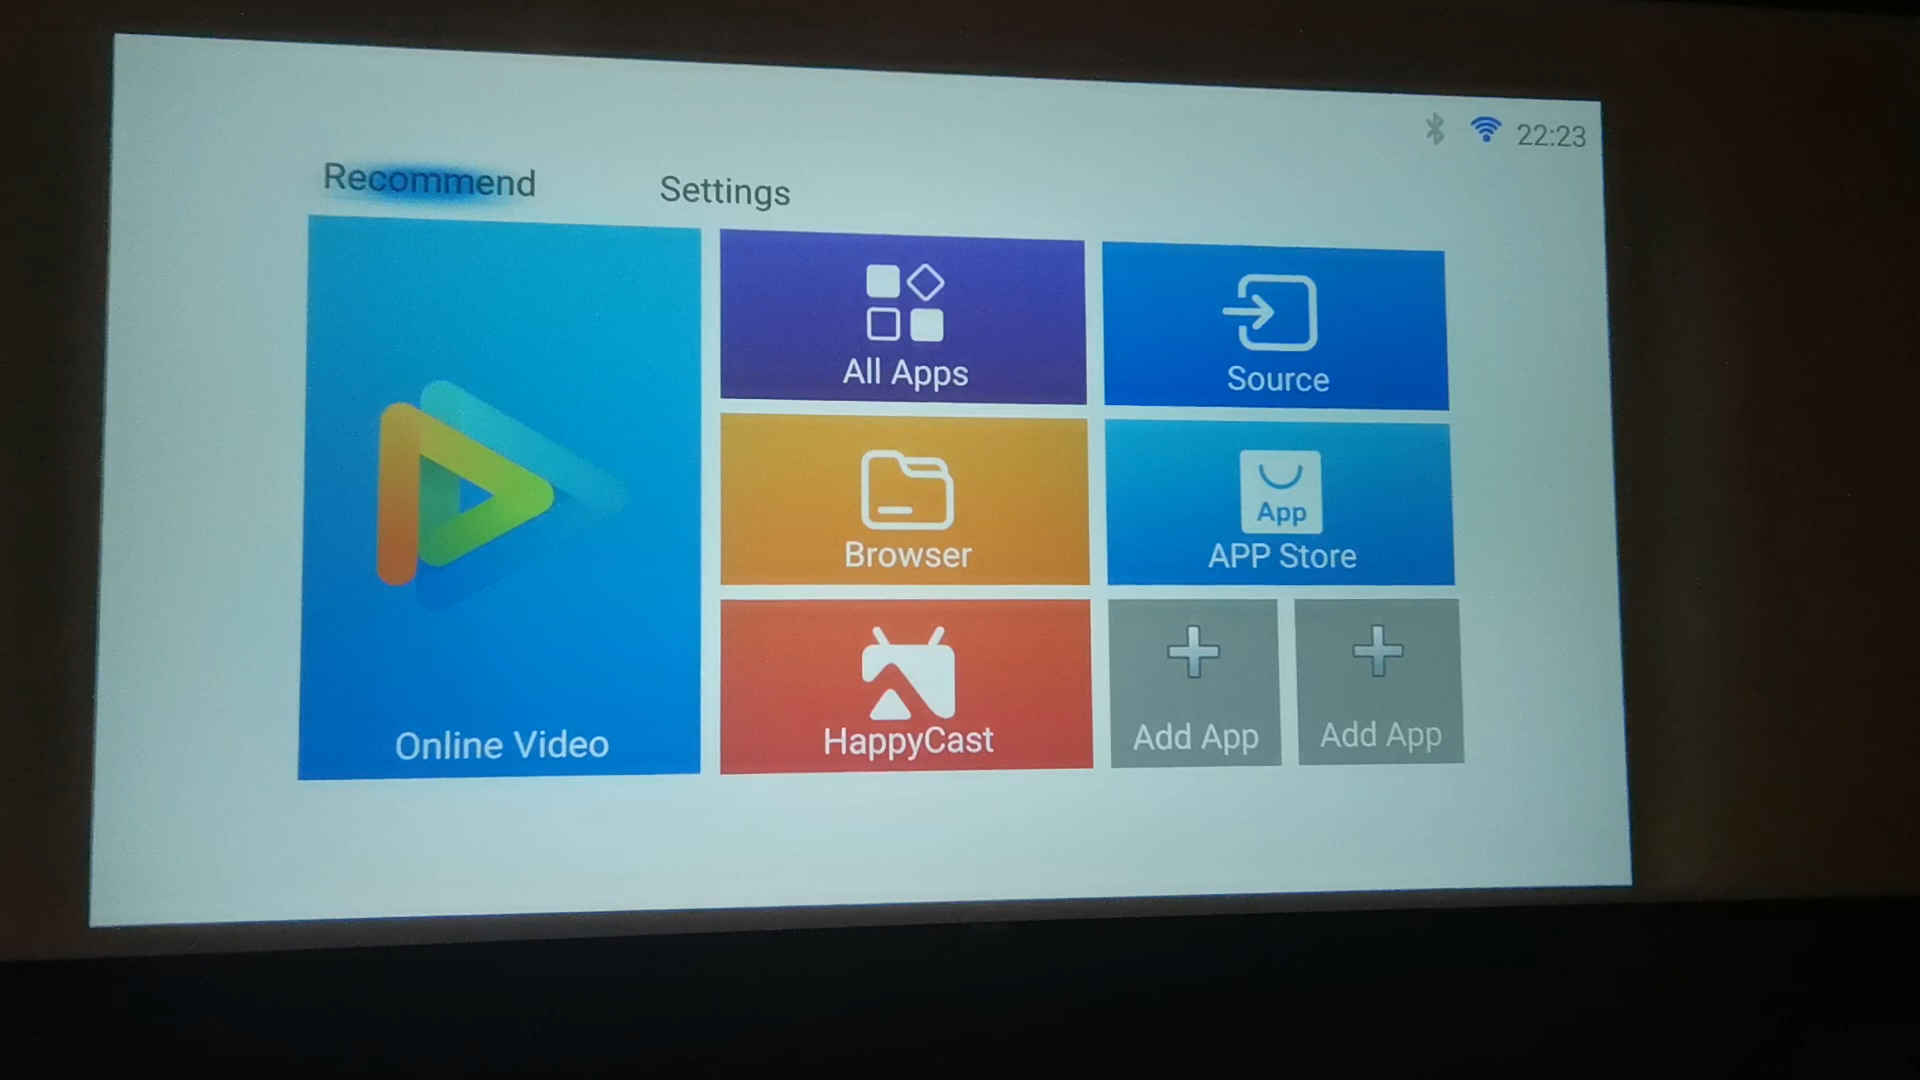 22:23
Recommend
Settings
All Apps
Source
Browser
App
APP Store
Online Video
HappyCast
Add App
Add App